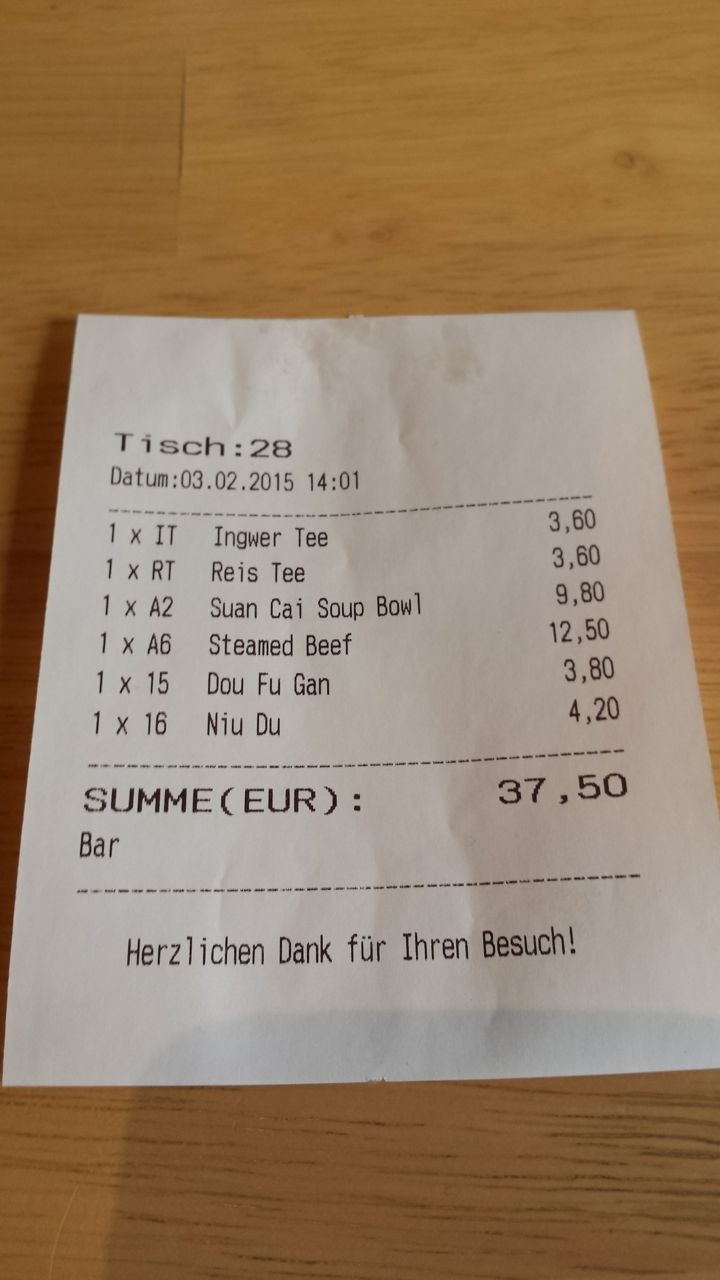 Tisch:28
Datum:03.02.2015 14:01
1 x IT Ingwer Tee 3,60
1 x RT Reis Tee 3,60
1 x A2 Suan Cai Soup Bowl 9,80
1 x A6 Steamed Beef 12,50
1 x 15 Dou Fu Gan 3,80
1 x 16 Niu Du 4,20
SUMME(EUR): 37,50
Bar
Herzlichen Dank für Ihren Besuch!